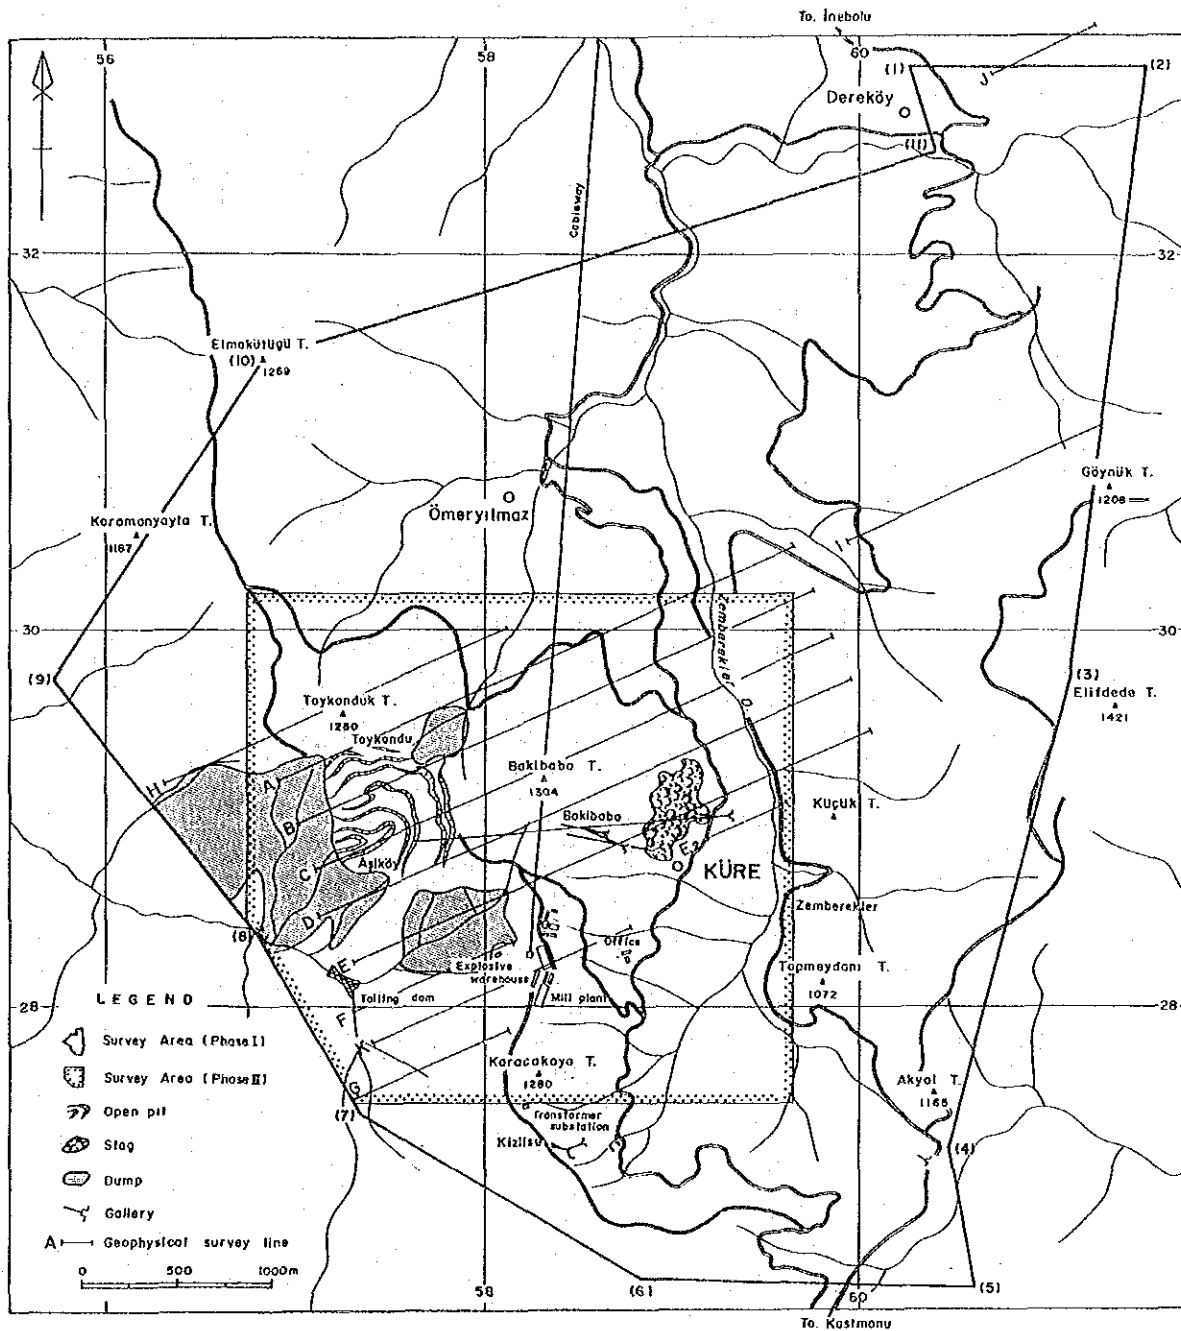 To. İnebolu
56
58
60
(1)
(2)
J
Dereköy
(11)
Cableway
32
32
Elmakütügü T.
(10)
1269
Göynük T.
1208
Karamanyayla T.
1187
Ömeryılmaz
I
30
30
Zemberekler D.
(9)
(3)
Elifdede T.
1421
Toykonduk T.
1280
Toykondu
Bakibaba T.
1304
H
A
B
Bakibaba
Küçük T.
C
Aşıköy
E2
KÜRE
D
Zemberekler
(8)
Office
E
Explosive
warehouse
Topmeydanı T.
1072
Tailing dam
Mill plant
28
28
F
LEGEND
Survey Area (Phase I)
Survey Area (Phase II)
Open pit
Slag
Dump
Gallery
A Geophysical survey line
0 500 1000m
Karacakaya T.
1280
Akyol T.
1165
G
(7)
Transformer
substation
Kizilsu
(4)
58
(6)
60
(5)
To. Kastmonu